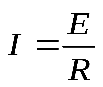 I = E/R